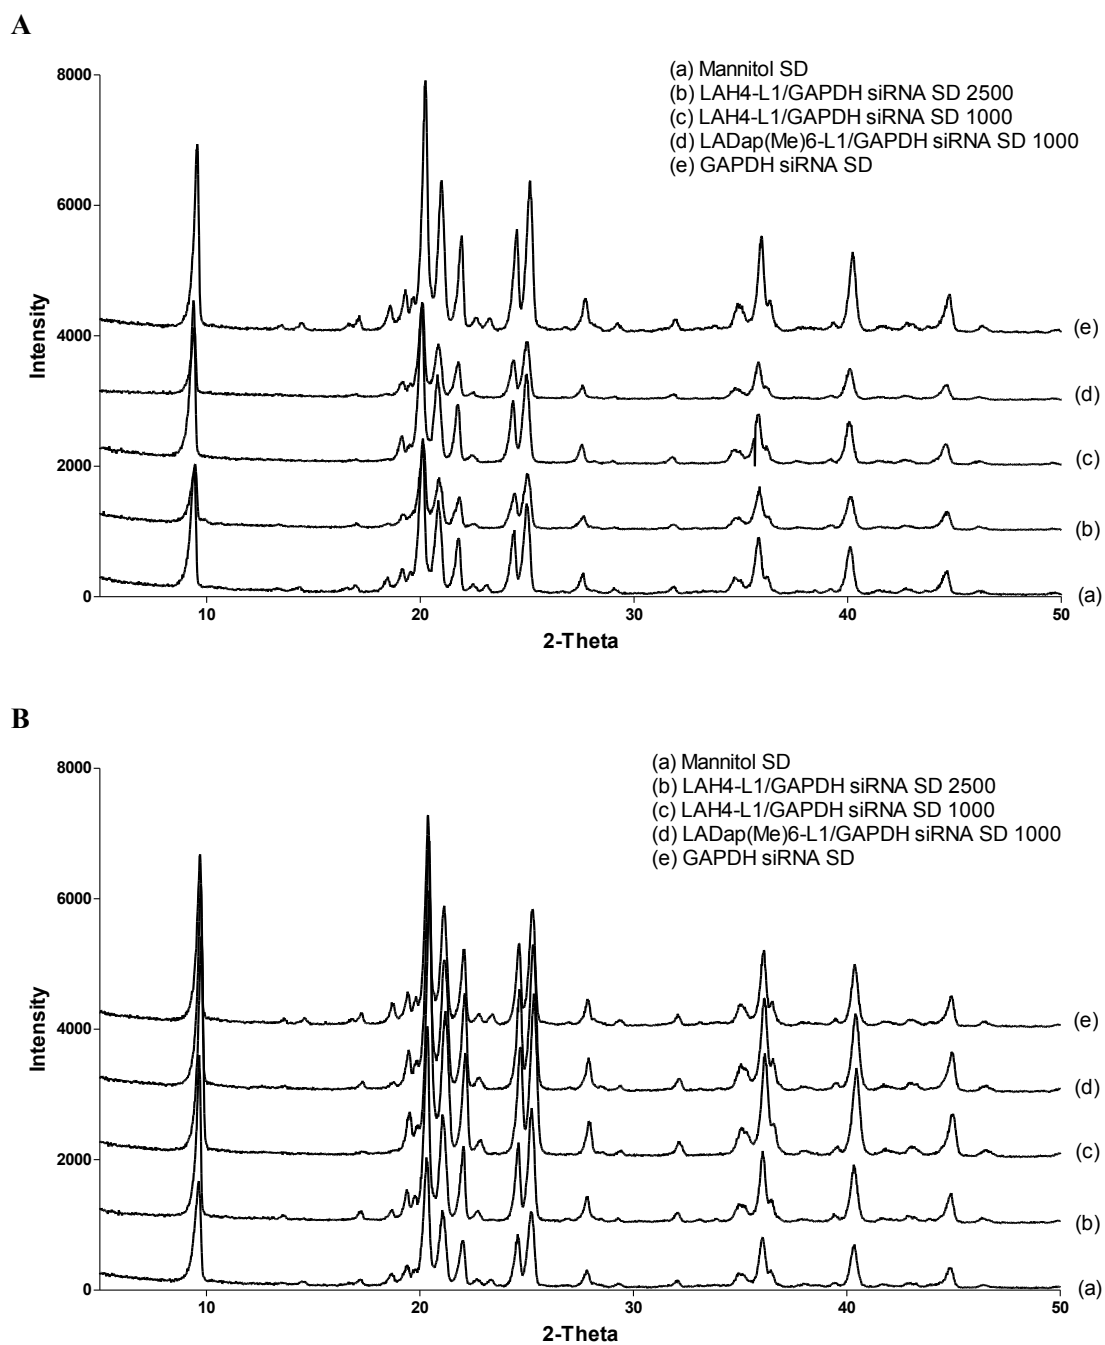 A
(a) Mannitol SD
(b) LAH4-L1/GAPDH siRNA SD 2500
(c) LAH4-L1/GAPDH siRNA SD 1000
(d) LADap(Me)6-L1/GAPDH siRNA SD 1000
(e) GAPDH siRNA SD
8000
6000
4000
2000
0
Intensity
(e)
(d)
(c)
(b)
(a)
10 20 30 40 50
2-Theta
B
(a) Mannitol SD
(b) LAH4-L1/GAPDH siRNA SD 2500
(c) LAH4-L1/GAPDH siRNA SD 1000
(d) LADap(Me)6-L1/GAPDH siRNA SD 1000
(e) GAPDH siRNA SD
8000
6000
4000
2000
0
Intensity
(e)
(d)
(c)
(b)
(a)
10 20 30 40 50
2-Theta